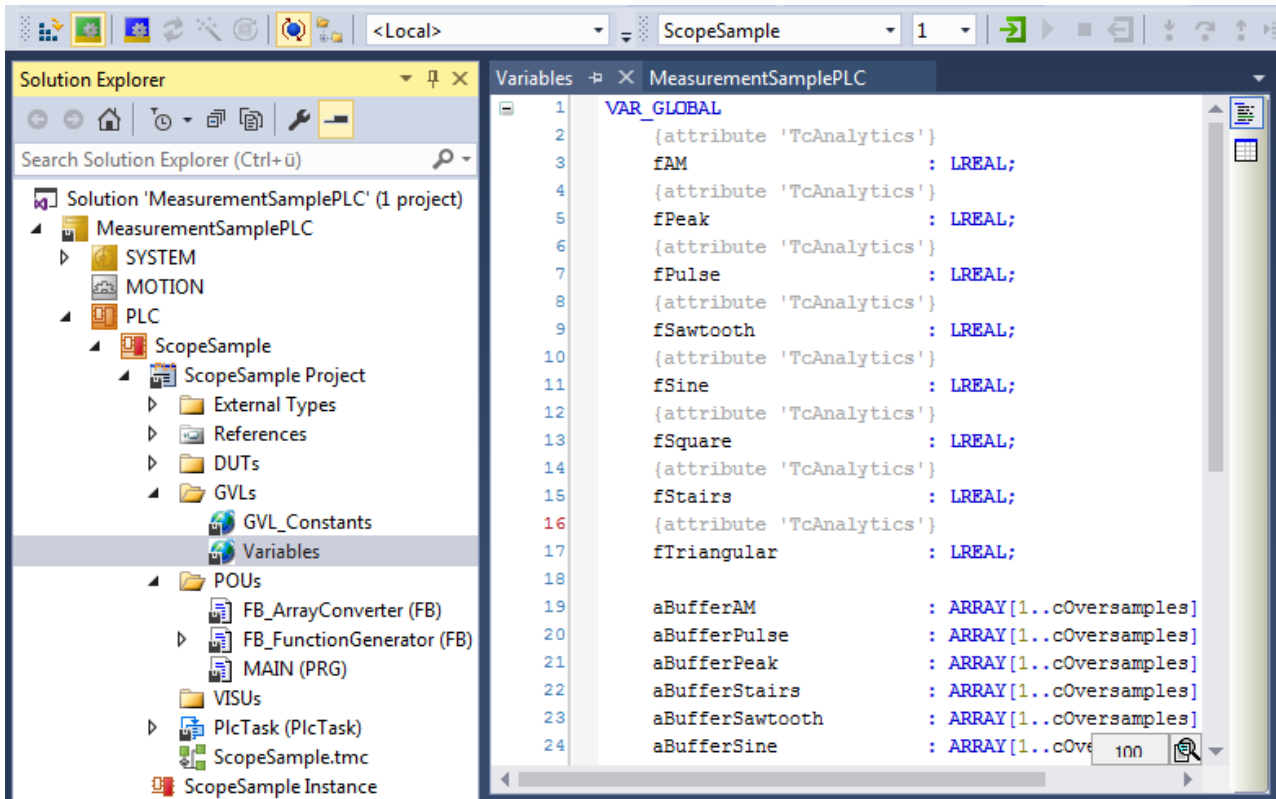 <Local>
ScopeSample
1
Solution Explorer
Search Solution Explorer (Ctrl+ü)
Solution 'MeasurementSamplePLC' (1 project)
MeasurementSamplePLC
SYSTEM
MOTION
PLC
ScopeSample
ScopeSample Project
External Types
References
DUTs
GVLs
GVL_Constants
Variables
POUs
FB_ArrayConverter (FB)
FB_FunctionGenerator (FB)
MAIN (PRG)
VISUs
PlcTask (PlcTask)
ScopeSample.tmc
ScopeSample Instance
Variables MeasurementSamplePLC
1 VAR_GLOBAL
2 {attribute 'TcAnalytics'}
3 fAM : LREAL;
4 {attribute 'TcAnalytics'}
5 fPeak : LREAL;
6 {attribute 'TcAnalytics'}
7 fPulse : LREAL;
8 {attribute 'TcAnalytics'}
9 fSawtooth : LREAL;
10 {attribute 'TcAnalytics'}
11 fSine : LREAL;
12 {attribute 'TcAnalytics'}
13 fSquare : LREAL;
14 {attribute 'TcAnalytics'}
15 fStairs : LREAL;
16 {attribute 'TcAnalytics'}
17 fTriangular : LREAL;
18
19 aBufferAM : ARRAY[1..cOversamples]
20 aBufferPulse : ARRAY[1..cOversamples]
21 aBufferPeak : ARRAY[1..cOversamples]
22 aBufferStairs : ARRAY[1..cOversamples]
23 aBufferSawtooth : ARRAY[1..cOversamples]
24 aBufferSine : ARRAY[1..cOve
100